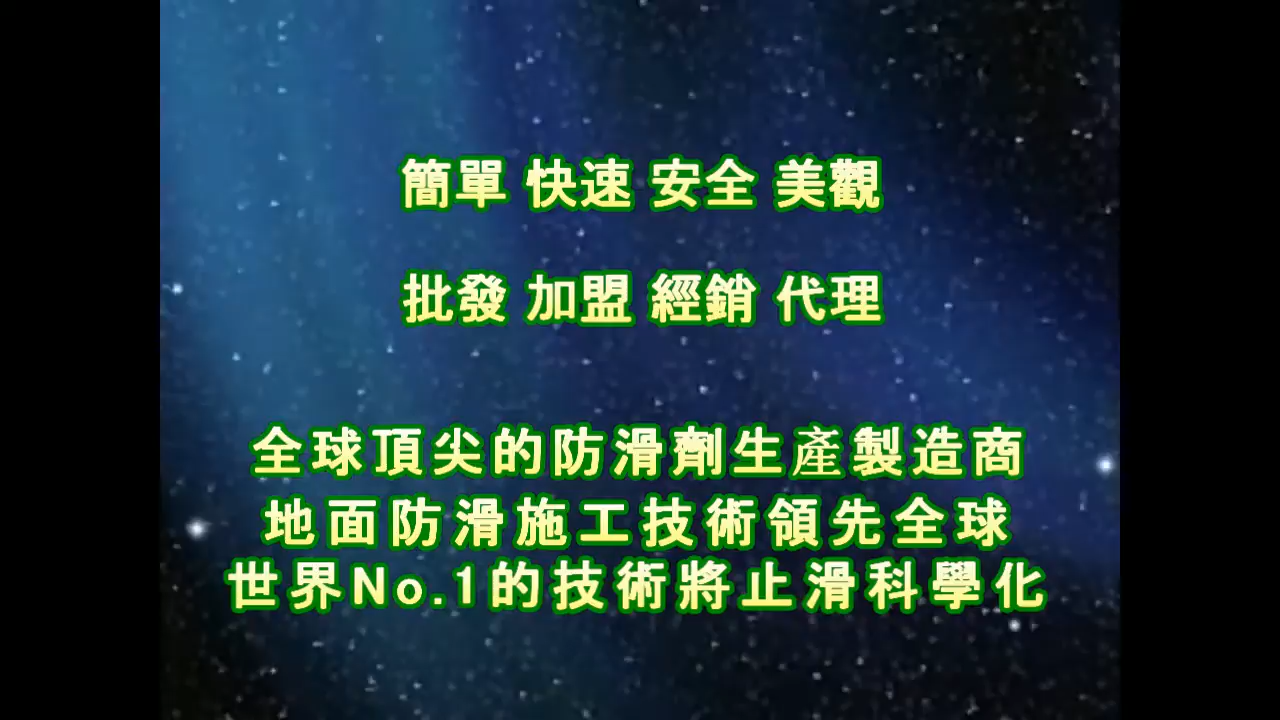 簡單 快速 安全 美觀
批發 加盟 經銷 代理
全球頂尖的防滑劑生產製造商
地面防滑施工技術領先全球
世界No.1的技術將止滑科學化